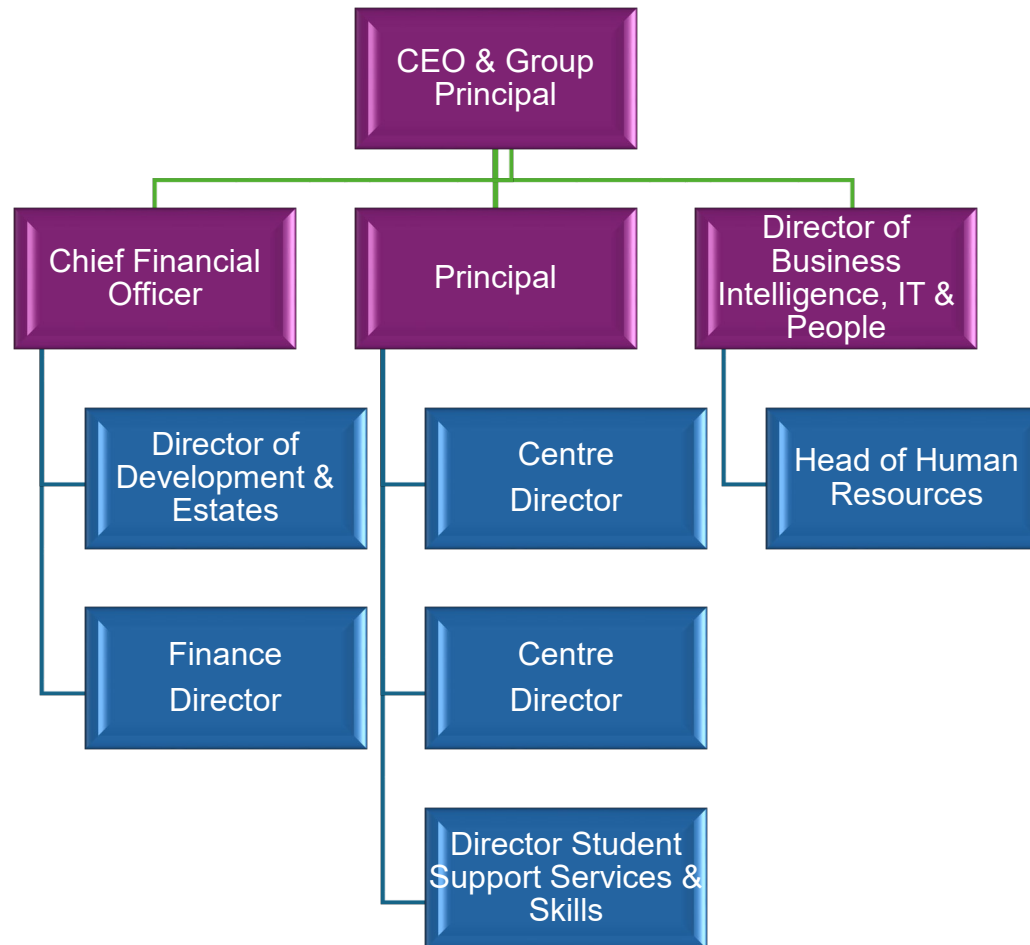 CEO & Group
Principal
Chief Financial
Officer
Principal
Director of
Business
Intelligence, IT &
People
Director of
Development &
Estates
Centre
Director
Head of Human
Resources
Finance
Director
Centre
Director
Director Student
Support Services &
Skills